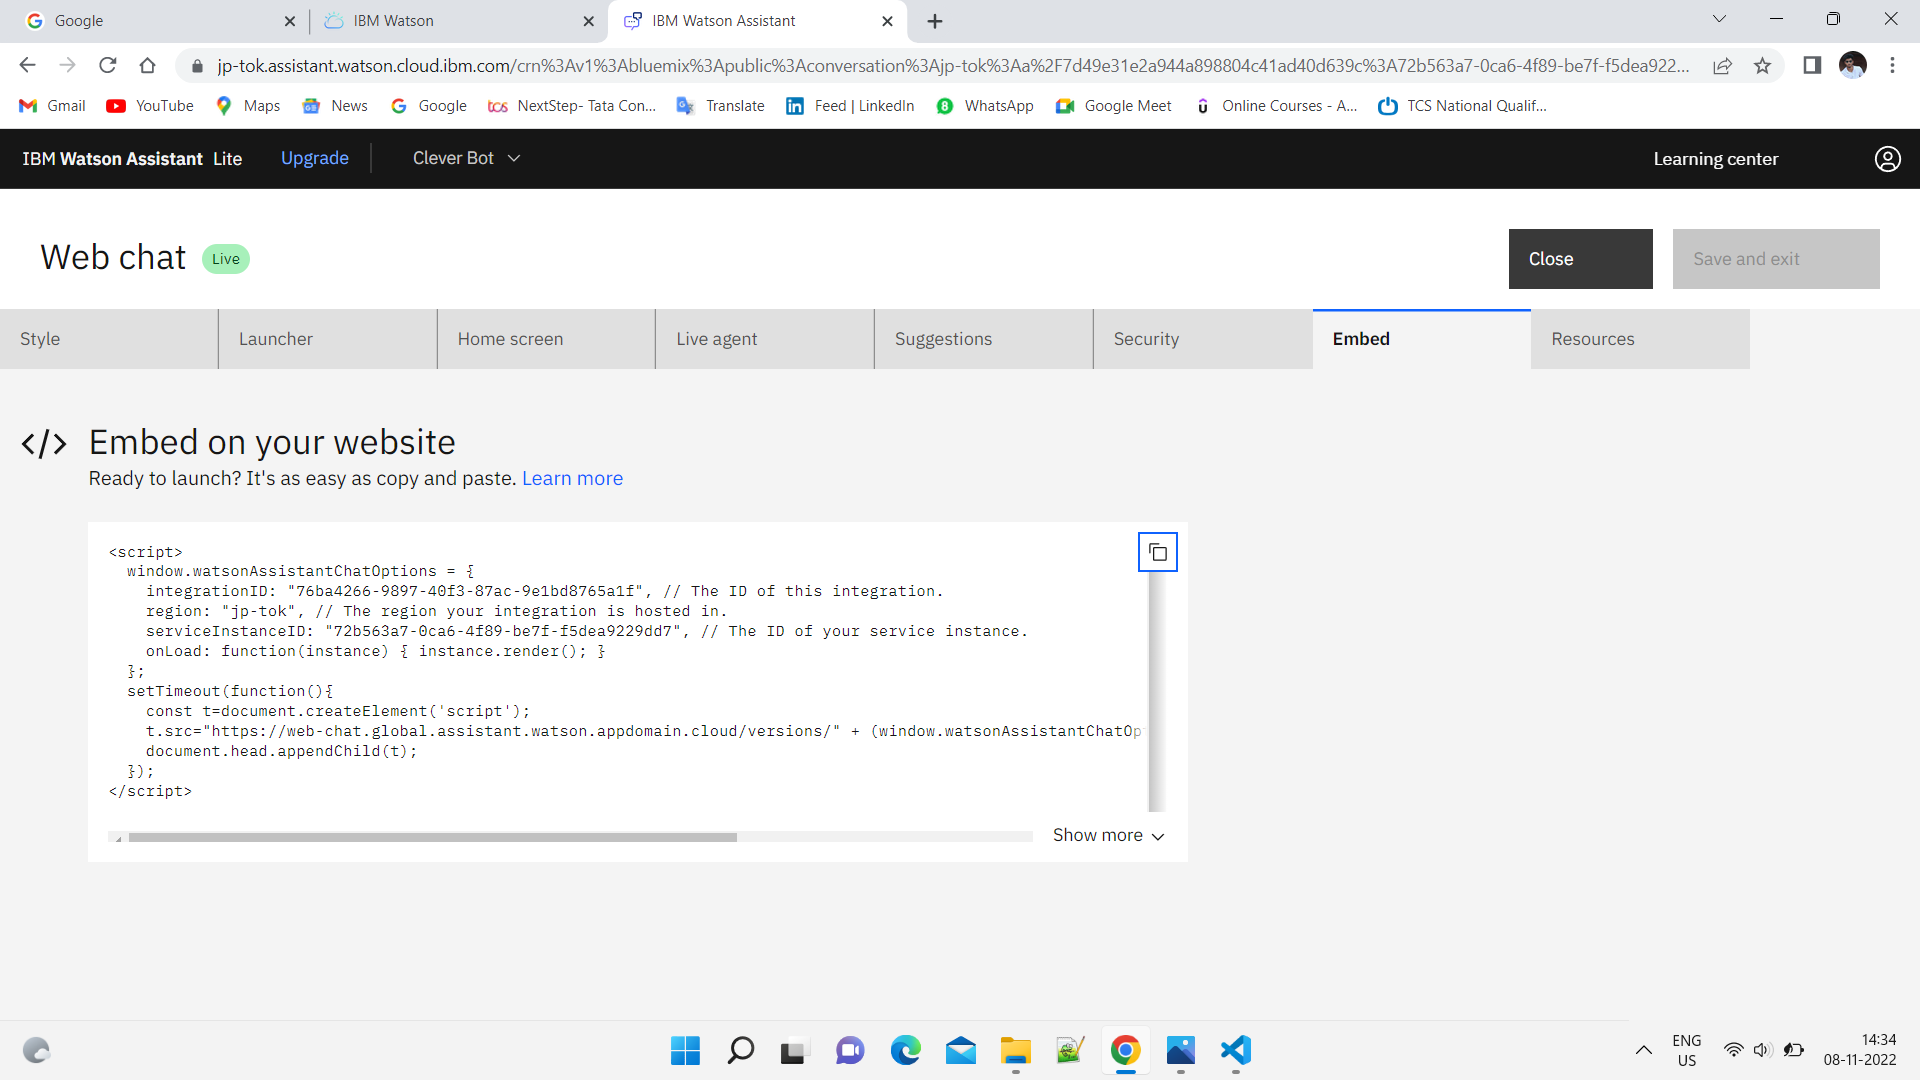 Google
IBM Watson
IBM Watson Assistant
jp-tok.assistant.watson.cloud.ibm.com/crn%3Av1%3Abluemix%3Apublic%3Aconversation%3Ajp-tok%3Aa%2F7d49e31e2a944a898804c41ad40d639c%3A72b563a7-0ca6-4f89-be7f-f5dea922...
Gmail YouTube Maps News Google tcs NextStep- Tata Con... Translate Feed | LinkedIn WhatsApp Google Meet Online Courses - A... TCS National Qualif...
IBM Watson Assistant Lite Upgrade Clever Bot Learning center
Web chat Live Close Save and exit
Style Launcher Home screen Live agent Suggestions Security Embed Resources
</> Embed on your website
Ready to launch? It's as easy as copy and paste. Learn more
<script>
window.watsonAssistantChatOptions = {
integrationID: "76ba4266-9897-40f3-87ac-9e1bd8765a1f", // The ID of this integration.
region: "jp-tok", // The region your integration is hosted in.
serviceInstanceID: "72b563a7-0ca6-4f89-be7f-f5dea9229dd7", // The ID of your service instance.
onLoad: function(instance) { instance.render(); }
};
setTimeout(function(){
const t=document.createElement('script');
t.src="https://web-chat.global.assistant.watson.appdomain.cloud/versions/" + (window.watsonAssistantChatOp
document.head.appendChild(t);
});
</script>
Show more
ENG
US
14:34
08-11-2022